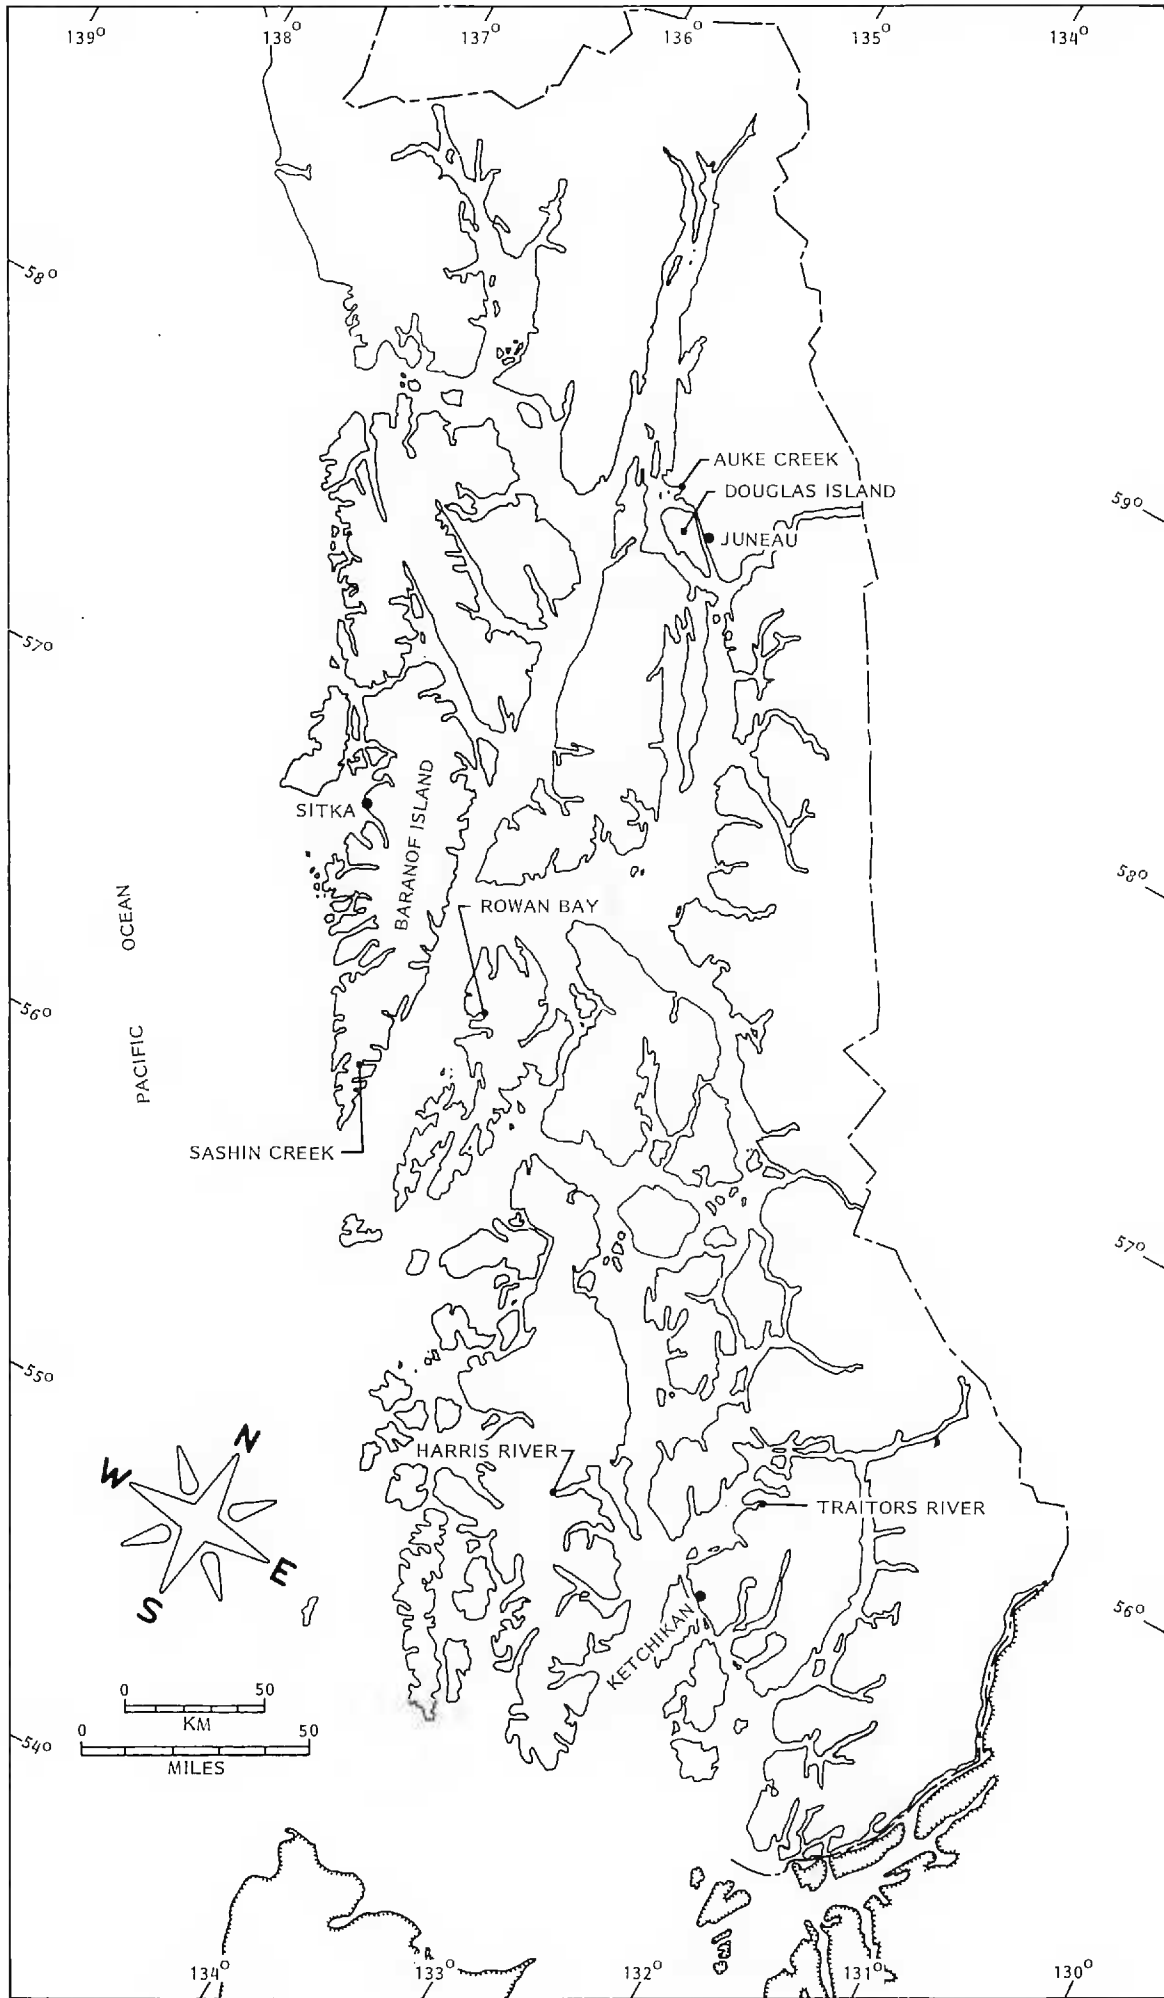 139°
138°
137°
136°
135°
134°
58°
AUKE CREEK
DOUGLAS ISLAND
59°
JUNEAU
57°
SITKA
BARANOF ISLAND
58°
ROWAN BAY
PACIFIC OCEAN
56°
SASHIN CREEK
57°
55°
N
W
E
S
HARRIS RIVER
TRAITORS RIVER
KETCHIKAN
56°
0 50
KM
0 50
MILES
54°
134°
133°
132°
131°
130°